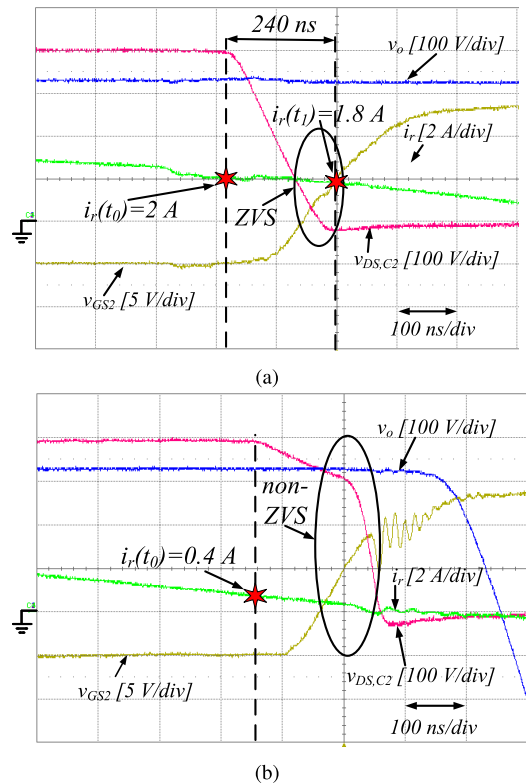 240 ns
v_o [100 V/div]
i_r(t_1)=1.8 A
i_r [2 A/div]
i_r(t_0)=2 A
ZVS
v_DS,C2 [100 V/div]
v_GS2 [5 V/div]
100 ns/div
(a)
v_o [100 V/div]
non-
ZVS
i_r(t_0)=0.4 A
i_r [2 A/div]
v_GS2 [5 V/div]
v_DS,C2 [100 V/div]
100 ns/div
(b)